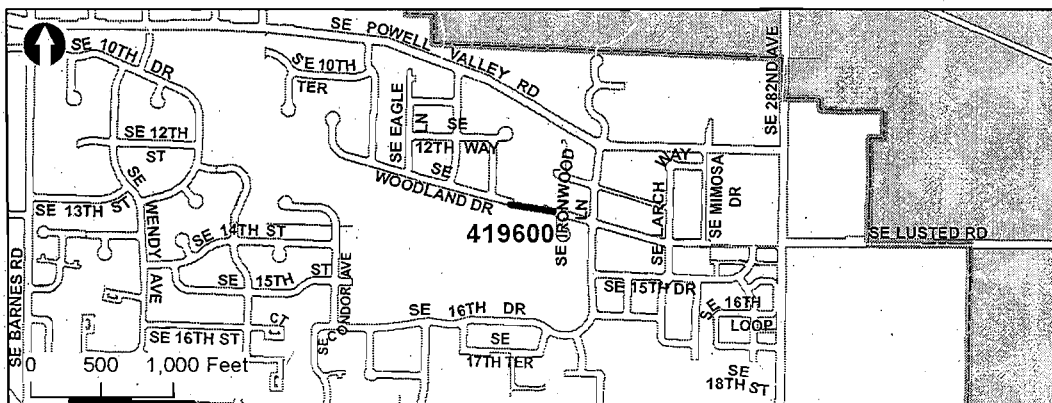 SE POWELL VALLEY RD
SE 10TH DR
SE 10TH
TER
SE EAGLE LN
SE 282ND AVE
SE 12TH
ST
SE
12TH WAY
SE WOODLAND DR
SE IRONWOOD LN
WAY
SE LARCH
SE MIMOSA
DR
SE 13TH ST
SE WENDY AVE
SE 14TH ST
419600
SE LUSTED RD
SE BARNES RD
SE 15TH ST
SE CONDOR AVE
SE 15TH DR
SE 16TH
LOOP
SE 16TH DR
CT
SE 16TH ST
SE
17TH TER
SE
18TH ST
0 500 1,000 Feet